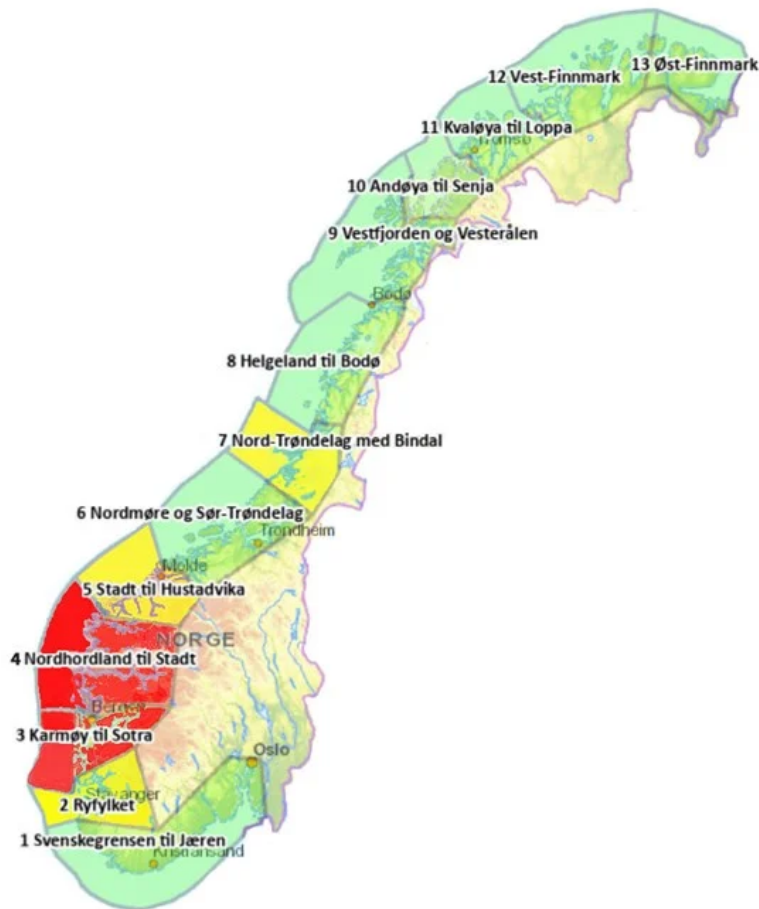 13 Øst-Finnmark
12 Vest-Finnmark
11 Kvaløya til Loppa
Tromsø
10 Andøya til Senja
9 Vestfjorden og Vesterålen
Bodø
8 Helgeland til Bodø
7 Nord-Trøndelag med Bindal
6 Nordmøre og Sør-Trøndelag
Trondheim
Molde
5 Stadt til Hustadvika
NORGE
4 Nordhordland til Stadt
Bergen
3 Karmøy til Sotra
Oslo
Stavanger
2 Ryfylket
1 Svenskegrensen til Jæren
Kristiansand